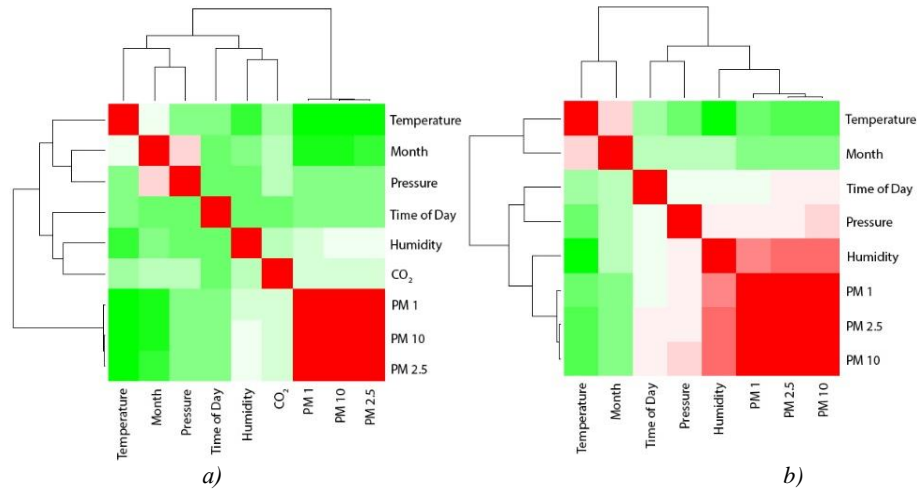 Temperature
Month
Pressure
Time of Day
Humidity
CO₂
PM 1
PM 10
PM 2.5
Temperature
Month
Pressure
Time of Day
Humidity
CO₂
PM 1
PM 10
PM 2.5
a)
Temperature
Month
Time of Day
Pressure
Humidity
PM 1
PM 2.5
PM 10
Temperature
Month
Time of Day
Pressure
Humidity
PM 1
PM 2.5
PM 10
b)